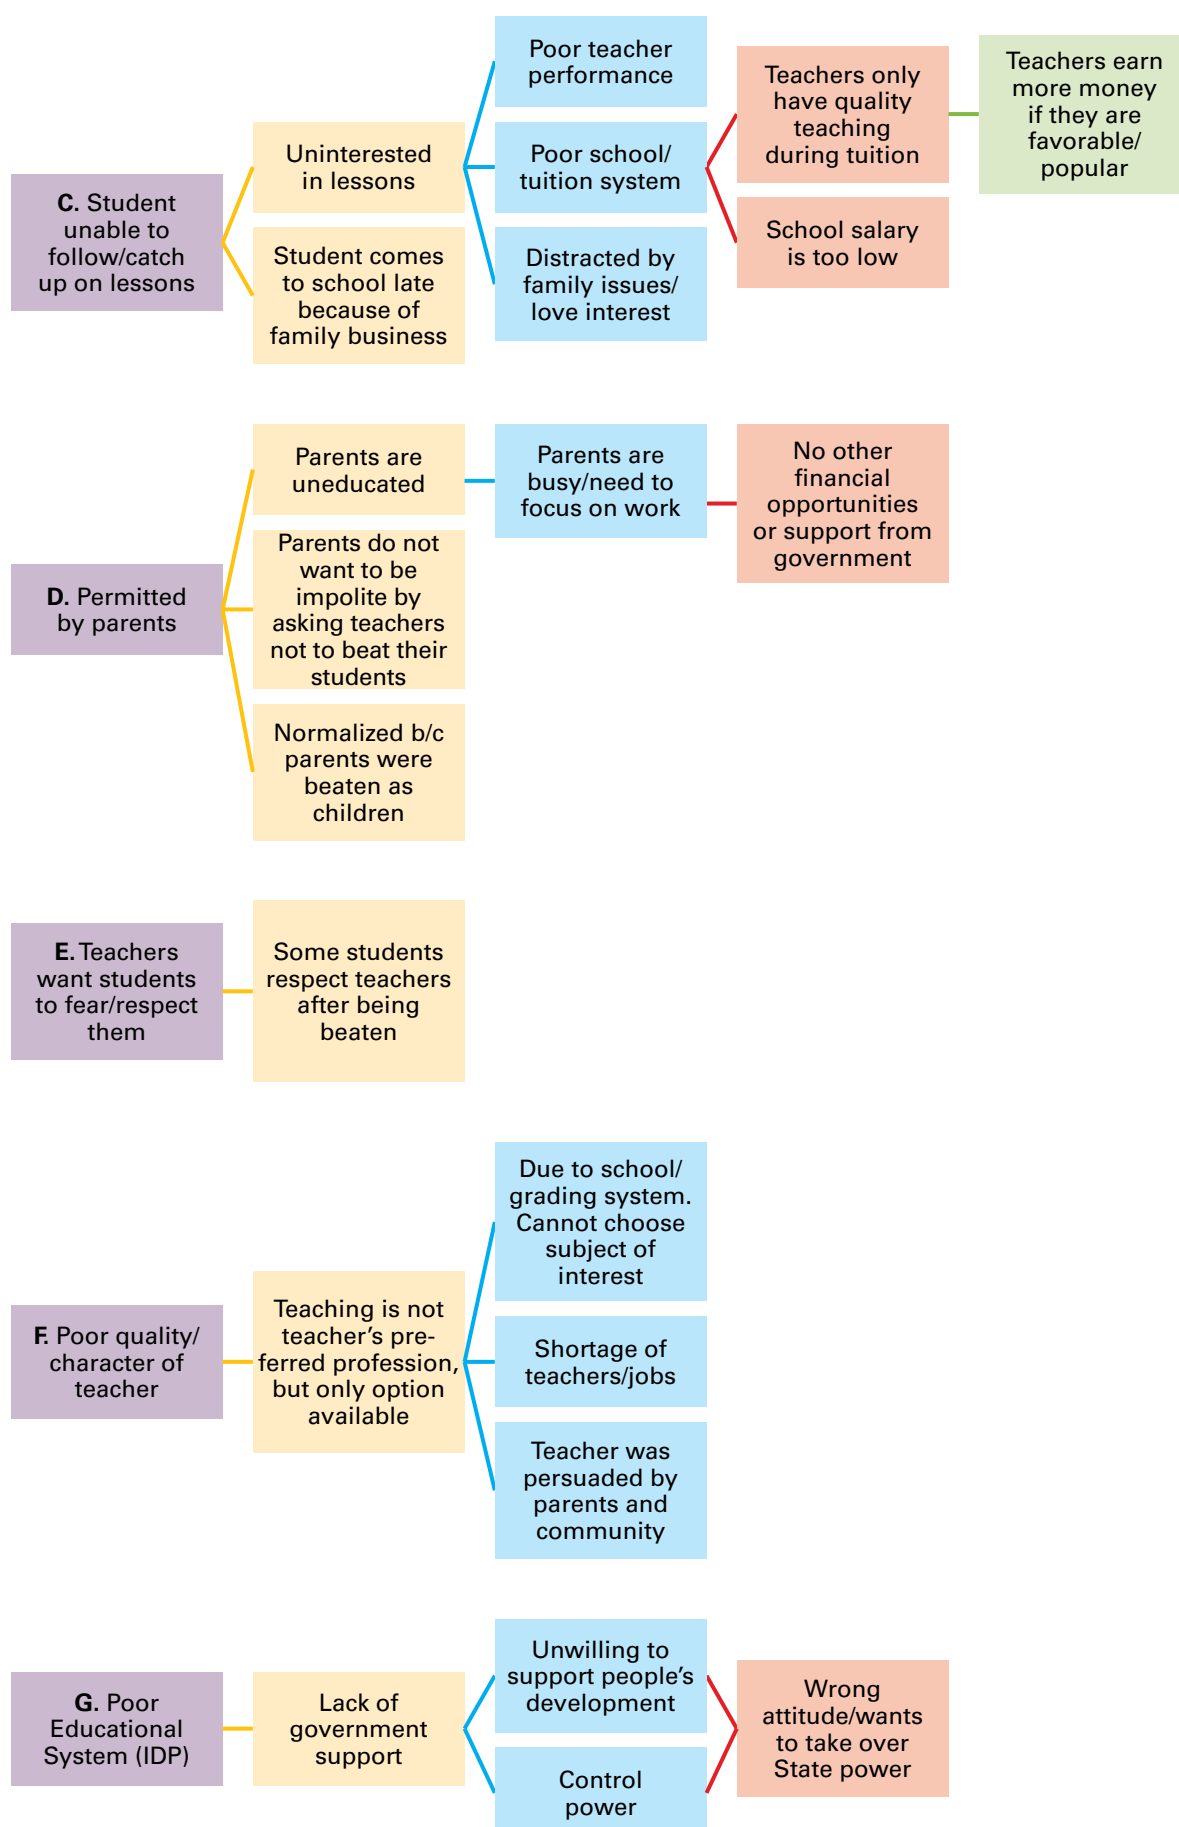 C. Student
unable to
follow/catch
up on lessons
Uninterested
in lessons
Student comes
to school late
because of
family business
Poor teacher
performance
Poor school/
tuition system
Distracted by
family issues/
love interest
Teachers only
have quality
teaching
during tuition
School salary
is too low
Teachers earn
more money
if they are
favorable/
popular
D. Permitted
by parents
Parents are
uneducated
Parents do not
want to be
impolite by
asking teachers
not to beat their
students
Normalized b/c
parents were
beaten as
children
Parents are
busy/need to
focus on work
No other
financial
opportunities
or support from
government
E. Teachers
want students
to fear/respect
them
Some students
respect teachers
after being
beaten
F. Poor quality/
character of
teacher
Teaching is not
teacher’s pre-
ferred profession,
but only option
available
Due to school/
grading system.
Cannot choose
subject of
interest
Shortage of
teachers/jobs
Teacher was
persuaded by
parents and
community
G. Poor
Educational
System (IDP)
Lack of
government
support
Unwilling to
support people’s
development
Control
power
Wrong
attitude/wants
to take over
State power